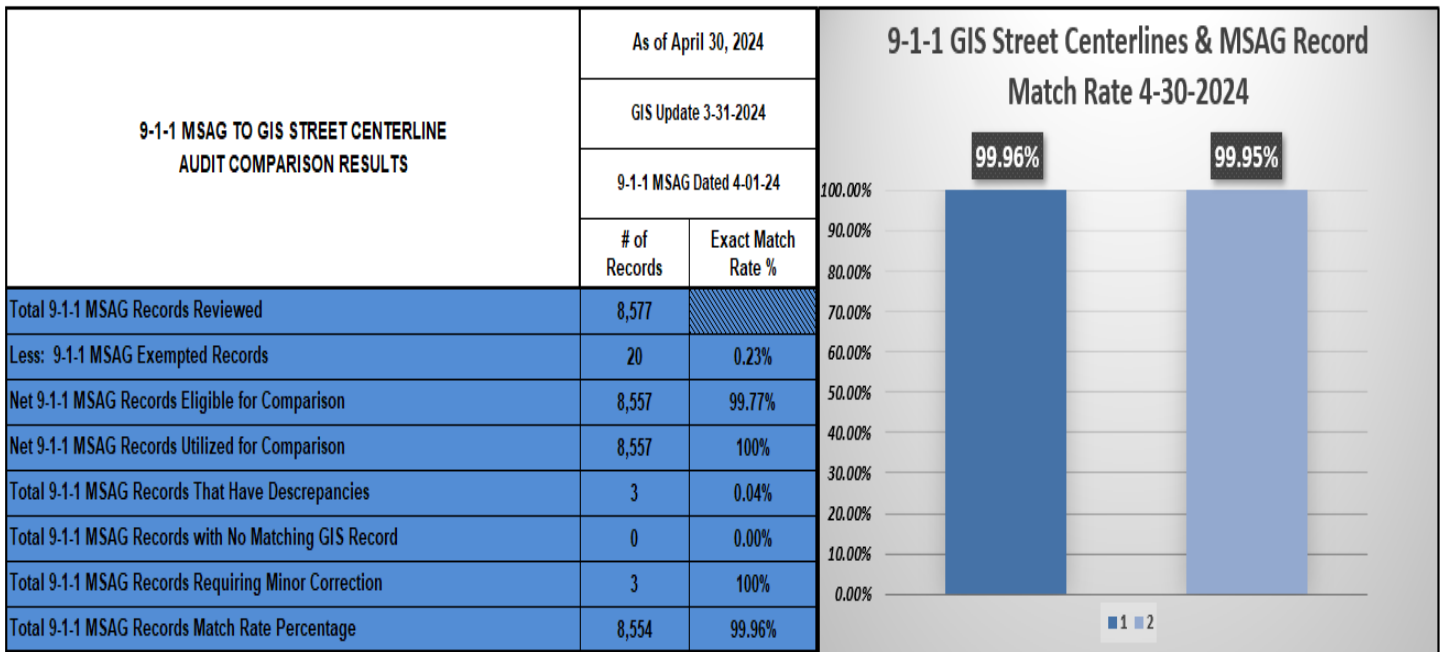 9-1-1 MSAG TO GIS STREET CENTERLINE
AUDIT COMPARISON RESULTS
As of April 30, 2024
GIS Update 3-31-2024
9-1-1 MSAG Dated 4-01-24
# of
Records
Exact Match
Rate %
Total 9-1-1 MSAG Records Reviewed 8,577
Less: 9-1-1 MSAG Exempted Records 20 0.23%
Net 9-1-1 MSAG Records Eligible for Comparison 8,557 99.77%
Net 9-1-1 MSAG Records Utilized for Comparison 8,557 100%
Total 9-1-1 MSAG Records That Have Descrepancies 3 0.04%
Total 9-1-1 MSAG Records with No Matching GIS Record 0 0.00%
Total 9-1-1 MSAG Records Requiring Minor Correction 3 100%
Total 9-1-1 MSAG Records Match Rate Percentage 8,554 99.96%
9-1-1 GIS Street Centerlines & MSAG Record
Match Rate 4-30-2024
99.96% 99.95%
100.00%
90.00%
80.00%
70.00%
60.00%
50.00%
40.00%
30.00%
20.00%
10.00%
0.00%
1 2